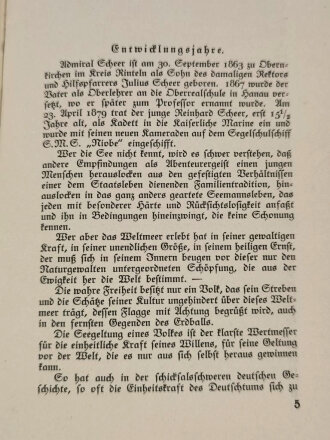 Entwicklungsjahre.
Admiral Scheer ist am 30. September 1863 zu Obern-
kirchen im Kreis Rinteln als Sohn des damaligen Rektors
und Hilfspfarrers Julius Scheer geboren. 1867 wurde der
Vater als Oberlehrer an die Oberrealschule in Hanau ver-
setzt, wo er später zum Professor ernannt wurde. Am
23. April 1879 trat der junge Reinhard Scheer, erst 15½
Jahre alt, als Kadett in die Kaiserliche Marine ein und
wurde mit seinen neuen Kameraden auf dem Segelschulschiff
S.M.S. „Niobe" eingeschifft.
Wer die See nicht kennt, wird es schwer verstehen, daß
andere Empfindungen als Abenteurergeist einen jungen
Menschen herauslocken aus den gefestigten Verhältnissen
einer dem Staatsleben dienenden Familientradition, hin-
auslocken in das ganz anders geartete Seemannsleben, das
jeden mit besonderer Härte und Rücksichtslosigkeit anfaßt
und ihn in Bedingungen hineinzwingt, die keine Schonung
kennen.
Wer aber das Weltmeer erlebt hat in seiner gewaltigen
Kraft, in seiner unendlichen Größe, in seinem heiligen Ernst,
der muß sich in seinem Innern beugen vor dieser nur den
Naturgewalten untergeordneten Schöpfung, die aus der
Ewigkeit her die Welt bestimmt. —
Die wahre Freiheit besitzt nur ein Volk, das sein Streben
und die Schätze seiner Kultur ungehindert über dieses Welt-
meer trägt, dessen Flagge mit Achtung begrüßt wird, auch
in den fernsten Gegenden des Erdballs.
Die Seegeltung eines Volkes ist der klarste Wertmesser
für die einheitliche Kraft seines Willens, für seine Geltung
vor der Welt, die es nur aus sich selbst heraus gewinnen
kann.
So hat auch in der schicksalsschweren deutschen Ge-
schichte, so oft die Einheitskraft des Deutschtums sich zu
5